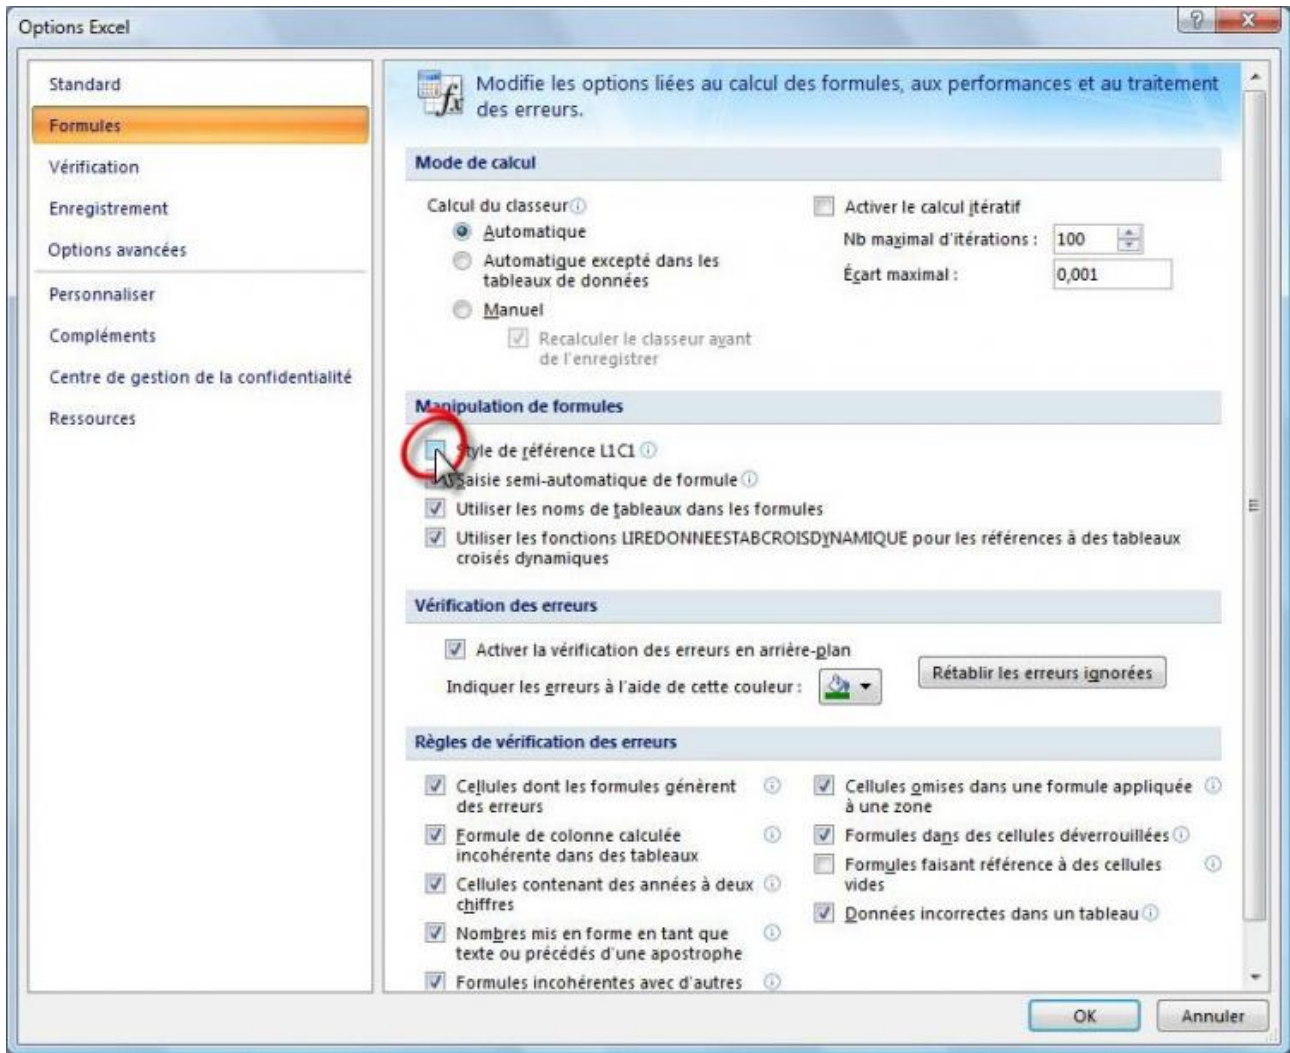 Options Excel
Standard
Formules
Vérification
Enregistrement
Options avancées
Personnaliser
Compléments
Centre de gestion de la confidentialité
Ressources
Modifie les options liées au calcul des formules, aux performances et au traitement
des erreurs.
Mode de calcul
Calcul du classeur
Automatique
Automatique excepté dans les
tableaux de données
Manuel
Recalculer le classeur avant
de l'enregistrer
Activer le calcul itératif
Nb maximal d'itérations : 100
Écart maximal : 0,001
Manipulation de formules
Style de référence L1C1
Saisie semi-automatique de formule
Utiliser les noms de tableaux dans les formules
Utiliser les fonctions LIREDONNEESTABCROISDYNAMIQUE pour les références à des tableaux
croisés dynamiques
Vérification des erreurs
Activer la vérification des erreurs en arrière-plan
Indiquer les erreurs à l'aide de cette couleur :
Rétablir les erreurs ignorées
Règles de vérification des erreurs
Cellules dont les formules génèrent
des erreurs
Formule de colonne calculée
incohérente dans des tableaux
Cellules contenant des années à deux
chiffres
Nombres mis en forme en tant que
texte ou précédés d'une apostrophe
Formules incohérentes avec d'autres
Cellules omises dans une formule appliquée
à une zone
Formules dans des cellules déverrouillées
Formules faisant référence à des cellules
vides
Données incorrectes dans un tableau
OK
Annuler